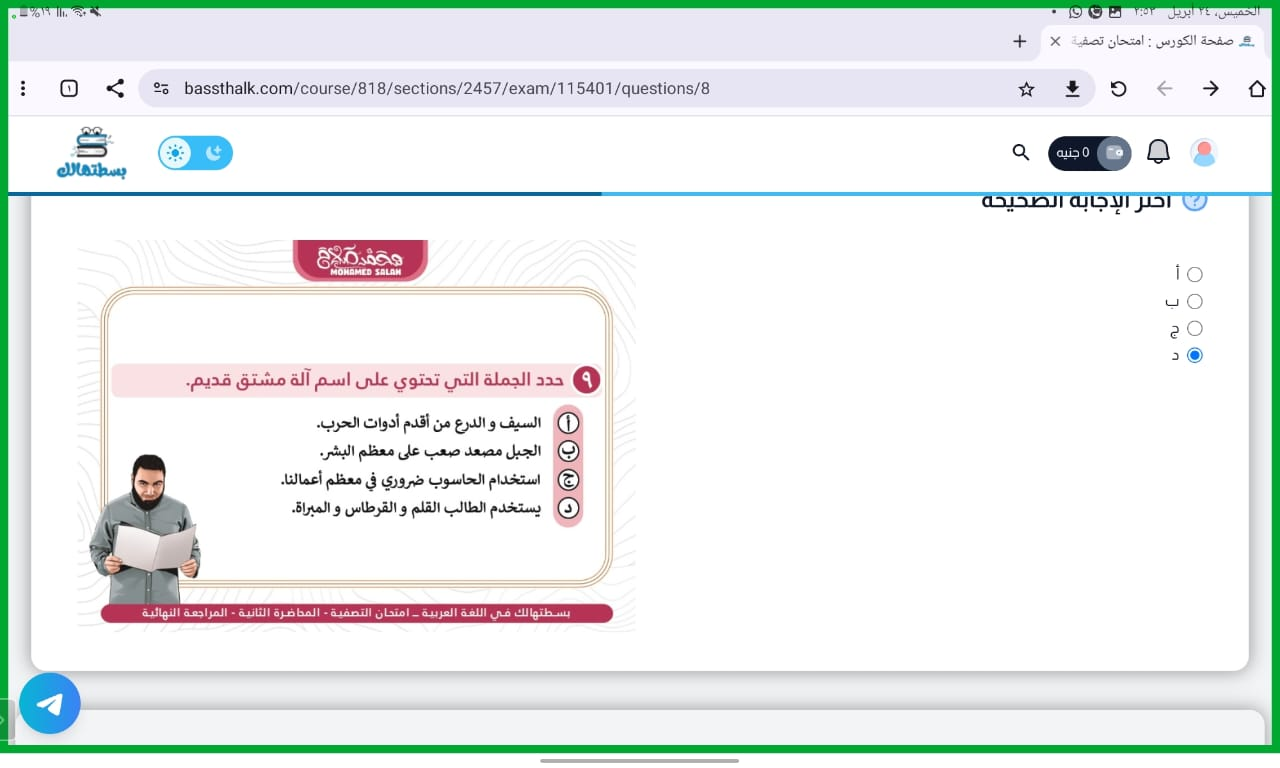 الخميس، ٢٤ أبريل ٢:٥٣
%١٩
صفحة الكورس : امتحان تصفية
bassthalk.com/course/818/sections/2457/exam/115401/questions/8
١
بسطتهالك
0 جنيه
اختر الإجابة الصحيحة
أ
ب
ج
د
محمد صلاح
MOHAMED SALAH
٩ حدد الجملة التي تحتوي على اسم آلة مشتق قديم.
أ السيف و الدرع من أقدم أدوات الحرب.
ب الجبل مصعد صعب على معظم البشر.
ج استخدام الحاسوب ضروري في معظم أعمالنا.
د يستخدم الطالب القلم و القرطاس و المبراة.
بسطتهالك في اللغة العربية – امتحان التصفية - المحاضرة الثانية - المراجعة النهائية